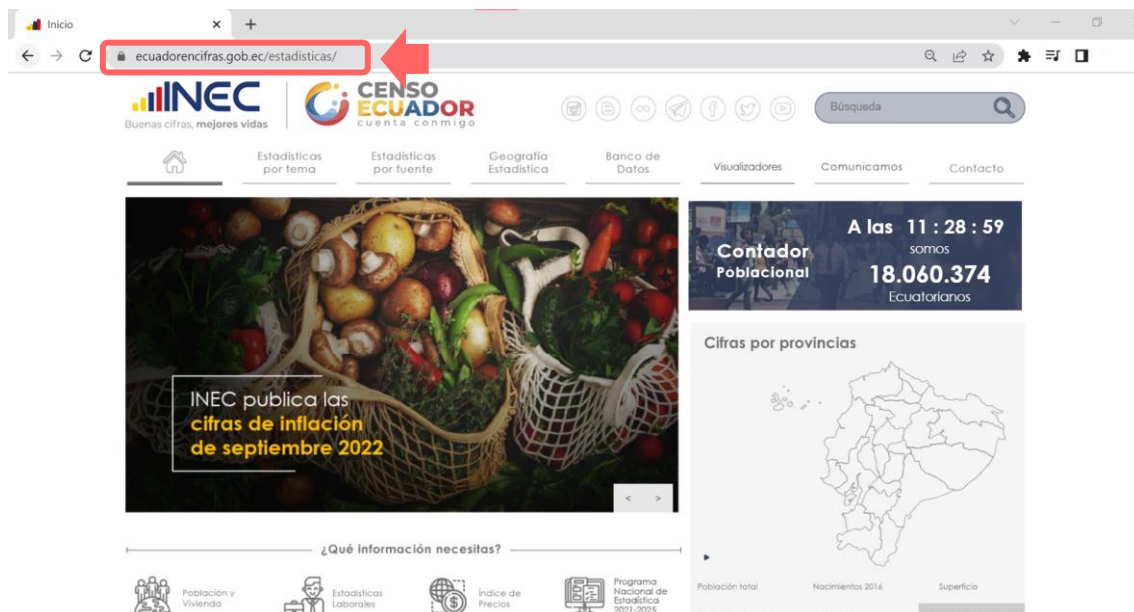 Inicio
ecuadorencifras.gob.ec/estadisticas/
INEC
Buenas cifras, mejores vidas
CENSO
ECUADOR
cuenta conmigo
Búsqueda
Estadísticas
por tema
Estadísticas
por fuente
Geografía
Estadística
Banco de
Datos
Visualizadores
Comunicamos
Contacto
INEC publica las
cifras de inflación
de septiembre 2022
< >
Contador
Poblacional
A las 11 : 28 : 59
somos
18.060.374
Ecuatorianos
Cifras por provincias
¿Qué información necesitas?
Población y
Vivienda
Estadísticas
Laborales
Índice de
Precios
Programa
Nacional de
Estadística
2021-2025
Población total
Nacimientos 2016
Superficie